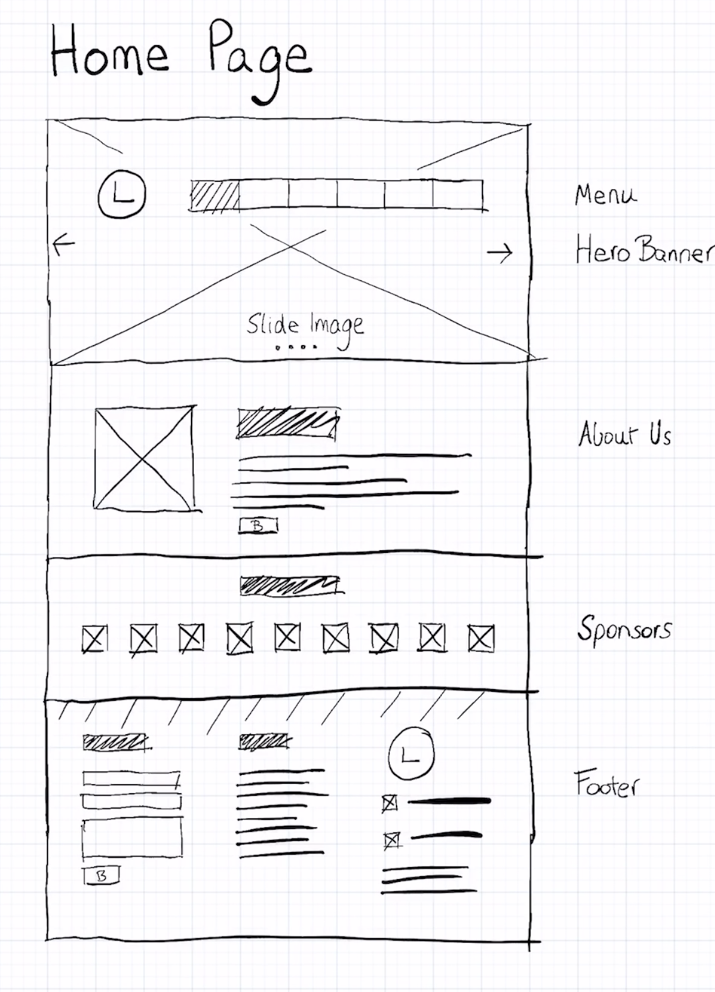 Home Page
L
Menu
Hero Banner
Slide Image
About Us
B
Sponsors
L
Footer
B